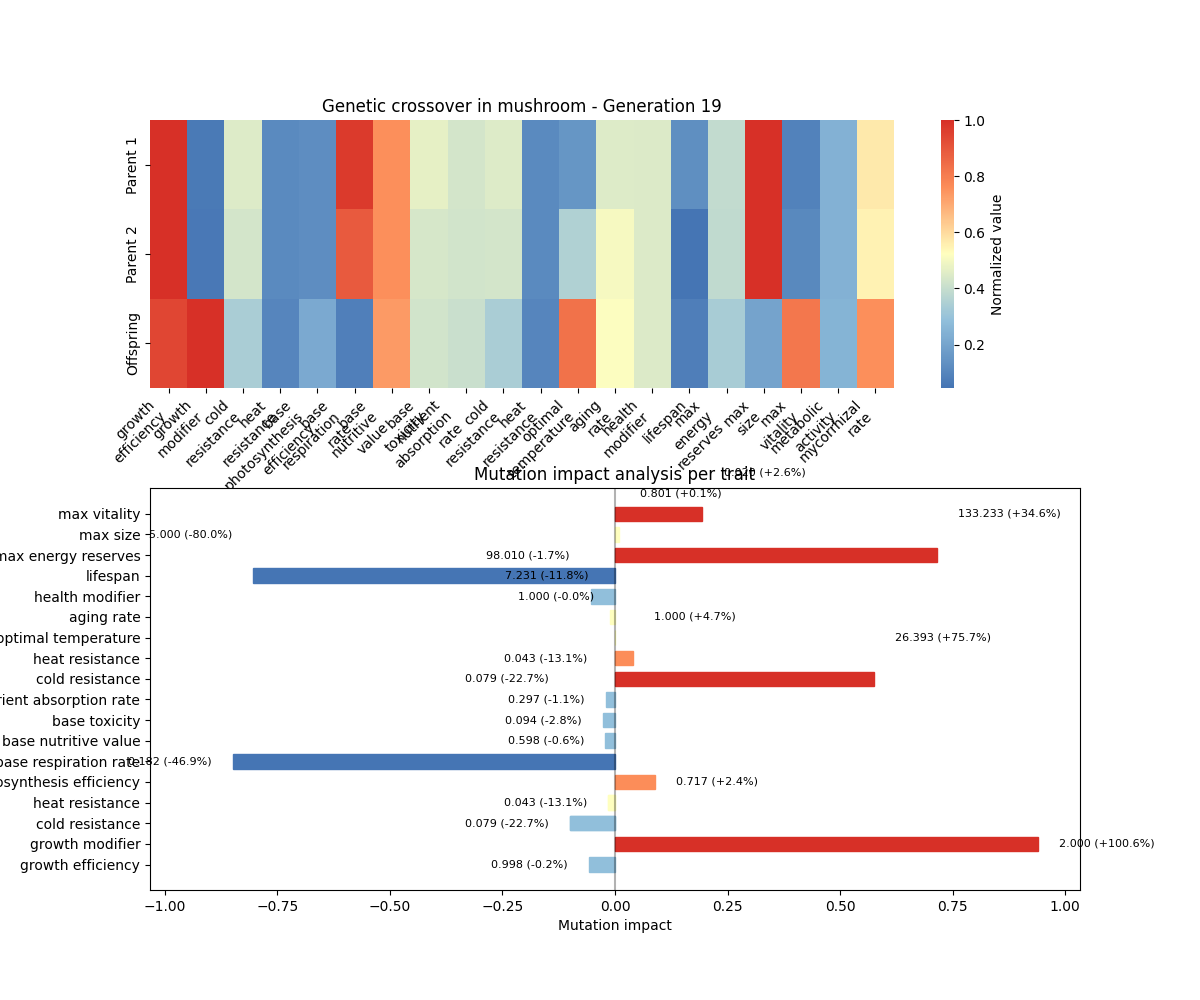 Genetic crossover in mushroom - Generation 19
Parent 1
Parent 2
Offspring
1.0
0.8
0.6
0.4
0.2
Normalized value
growth
efficiency
growth
modifier
cold
resistance
heat
resistance
base
photosynthesis
efficiency
base
respiration
rate
base
nutritive
value
base
toxicity
nutrient
absorption
rate
cold
resistance
heat
resistance
optimal
temperature
aging
rate
health
modifier
lifespan
max
energy
reserves
max
size
max
vitality
metabolic
activity
mycorrhizal
rate
Mutation impact analysis per trait
(+2.6%)
0.801 (+0.1%)
max vitality
133.233 (+34.6%)
max size
5.000 (-80.0%)
max energy reserves
98.010 (-1.7%)
lifespan
7.231 (-11.8%)
health modifier
1.000 (-0.0%)
aging rate
1.000 (+4.7%)
optimal temperature
26.393 (+75.7%)
heat resistance
0.043 (-13.1%)
cold resistance
0.079 (-22.7%)
rient absorption rate
0.297 (-1.1%)
base toxicity
0.094 (-2.8%)
base nutritive value
0.598 (-0.6%)
base respiration rate
0.182 (-46.9%)
osynthesis efficiency
0.717 (+2.4%)
heat resistance
0.043 (-13.1%)
cold resistance
0.079 (-22.7%)
growth modifier
2.000 (+100.6%)
growth efficiency
0.998 (-0.2%)
−1.00
−0.75
−0.50
−0.25
0.00
0.25
0.50
0.75
1.00
Mutation impact